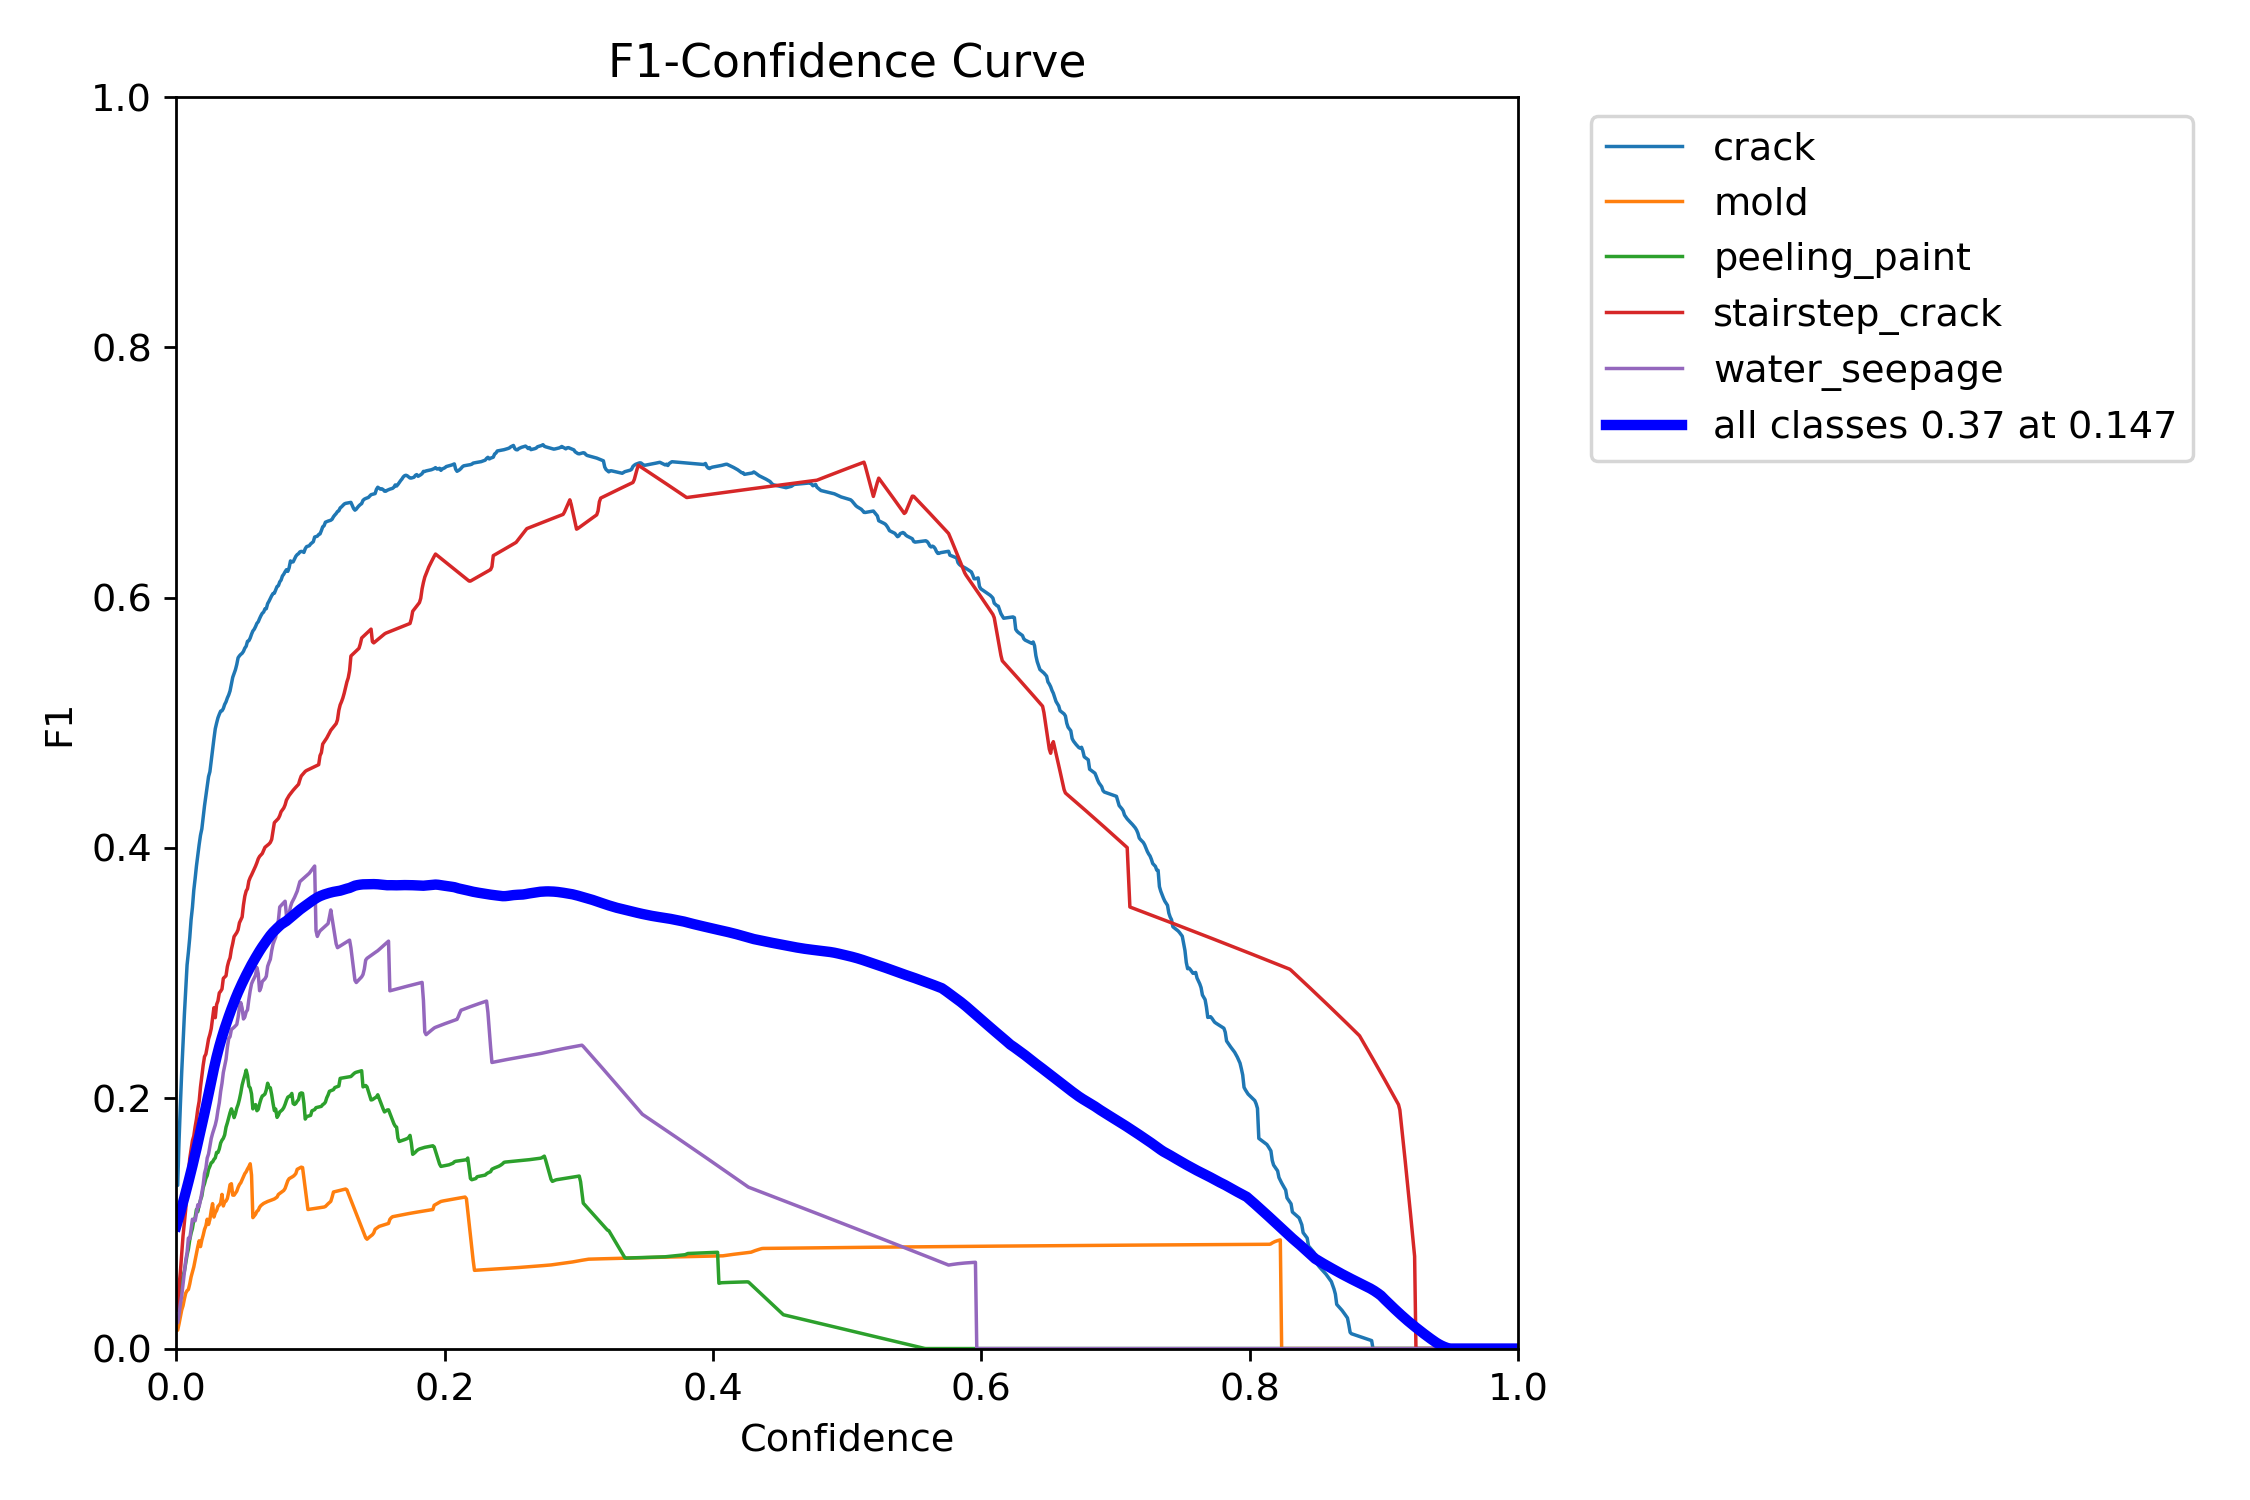 F1-Confidence Curve
1.0
0.8
0.6
0.4
0.2
0.0
F1
0.0 0.2 0.4 0.6 0.8 1.0
Confidence
crack
mold
peeling_paint
stairstep_crack
water_seepage
all classes 0.37 at 0.147